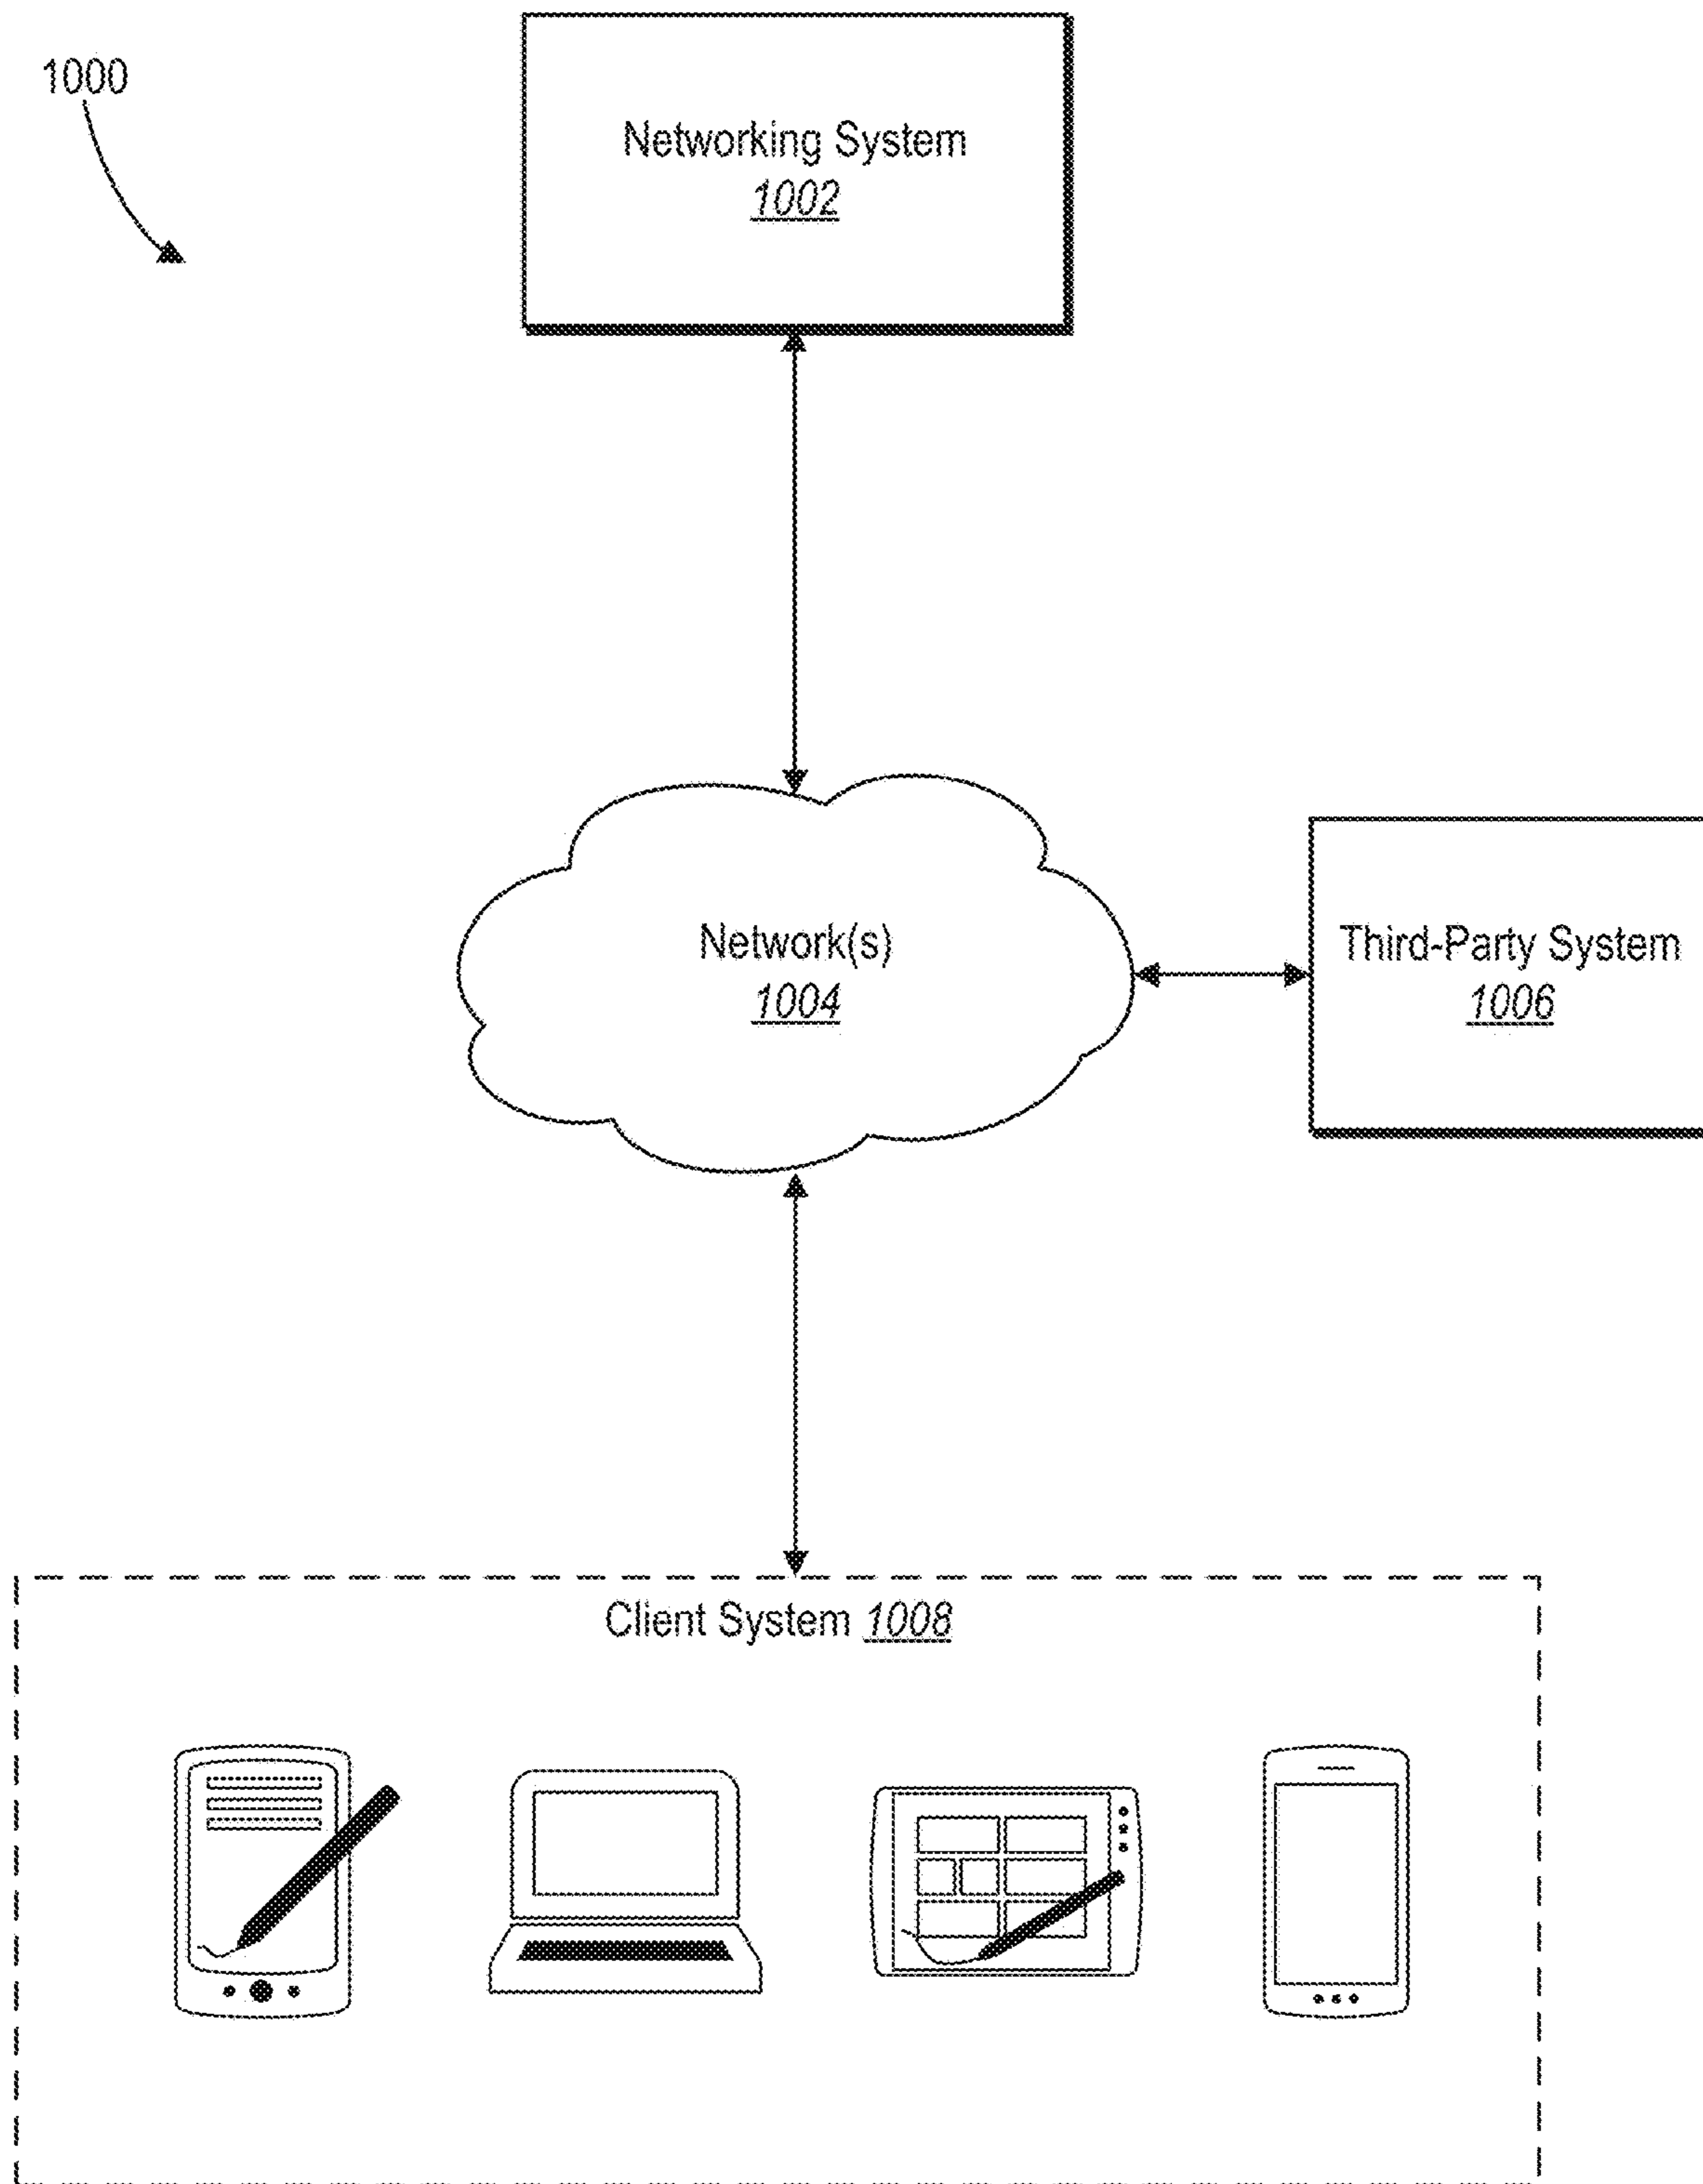 1000
Networking System
1002
Network(s)
1004
Third-Party System
1006
Client System 1008